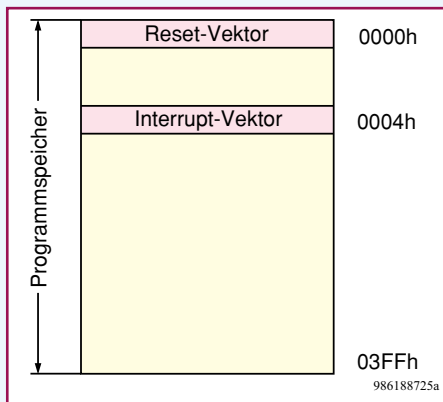 Reset-Vektor 0000h
Interrupt-Vektor 0004h
Programmspeicher
03FFh
986188725a